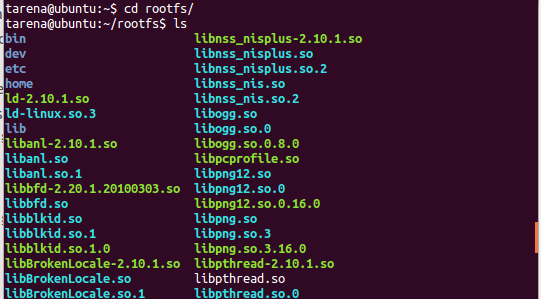 tarena@ubuntu:~$ cd rootfs/
tarena@ubuntu:~/rootfs$ ls
bin libnss_nisplus-2.10.1.so
dev libnss_nisplus.so
etc libnss_nisplus.so.2
home libnss_nis.so
ld-2.10.1.so libnss_nis.so.2
ld-linux.so.3 libogg.so
lib libogg.so.0
libanl-2.10.1.so libogg.so.0.8.0
libanl.so libpcprofile.so
libanl.so.1 libpng12.so
libbfd-2.20.1.20100303.so libpng12.so.0
libbfd.so libpng12.so.0.16.0
libblkid.so libpng.so
libblkid.so.1 libpng.so.3
libblkid.so.1.0 libpng.so.3.16.0
libBrokenLocale-2.10.1.so libpthread-2.10.1.so
libBrokenLocale.so libpthread.so
libBrokenLocale.so.1 libpthread.so.0